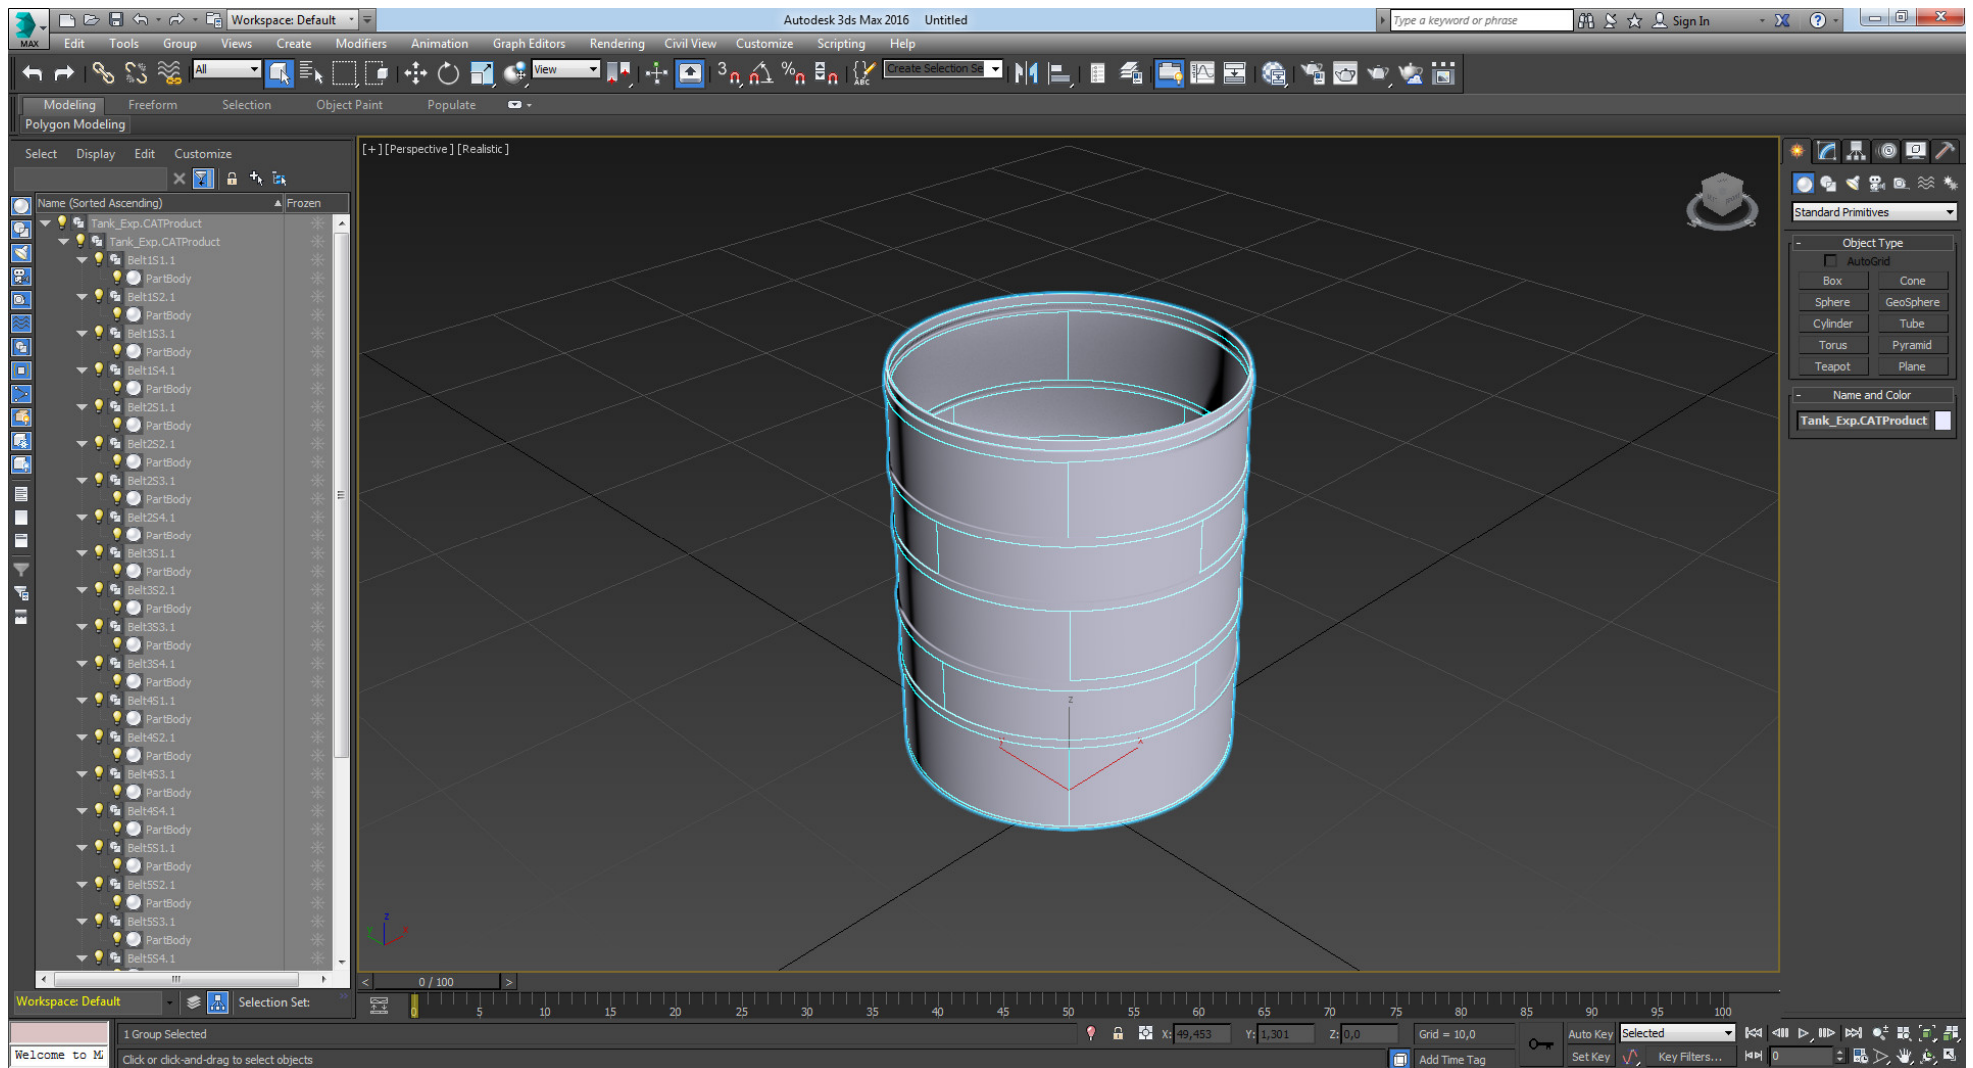 Workspace: Default
Autodesk 3ds Max 2016 Untitled
Type a keyword or phrase
Sign In
MAX
Edit Tools Group Views Create Modifiers Animation Graph Editors Rendering Civil View Customize Scripting Help
All
View
Create Selection Se
Modeling Freeform Selection Object Paint Populate
Polygon Modeling
Select Display Edit Customize
Name (Sorted Ascending) Frozen
Tank_Exp.CATProduct
Tank_Exp.CATProduct
Belt1S1.1
PartBody
Belt1S2.1
PartBody
Belt1S3.1
PartBody
Belt1S4.1
PartBody
Belt2S1.1
PartBody
Belt2S2.1
PartBody
Belt2S3.1
PartBody
Belt2S4.1
PartBody
Belt3S1.1
PartBody
Belt3S2.1
PartBody
Belt3S3.1
PartBody
Belt3S4.1
PartBody
Belt4S1.1
PartBody
Belt4S2.1
PartBody
Belt4S3.1
PartBody
Belt4S4.1
PartBody
Belt5S1.1
PartBody
Belt5S2.1
PartBody
Belt5S3.1
PartBody
Belt5S4.1
[+] [Perspective] [Realistic]
z
y x
z
Standard Primitives
- Object Type
AutoGrid
Box Cone
Sphere GeoSphere
Cylinder Tube
Torus Pyramid
Teapot Plane
- Name and Color
Tank_Exp.CATProduct
< 0 / 100 >
Workspace: Default
Selection Set:
0 5 10 15 20 25 30 35 40 45 50 55 60 65 70 75 80 85 90 95 100
1 Group Selected
X: 49,453 Y: 1,301 Z: 0,0
Grid = 10,0
Auto Key Selected
Welcome to M
Click or click-and-drag to select objects
Add Time Tag
Set Key Key Filters...
0